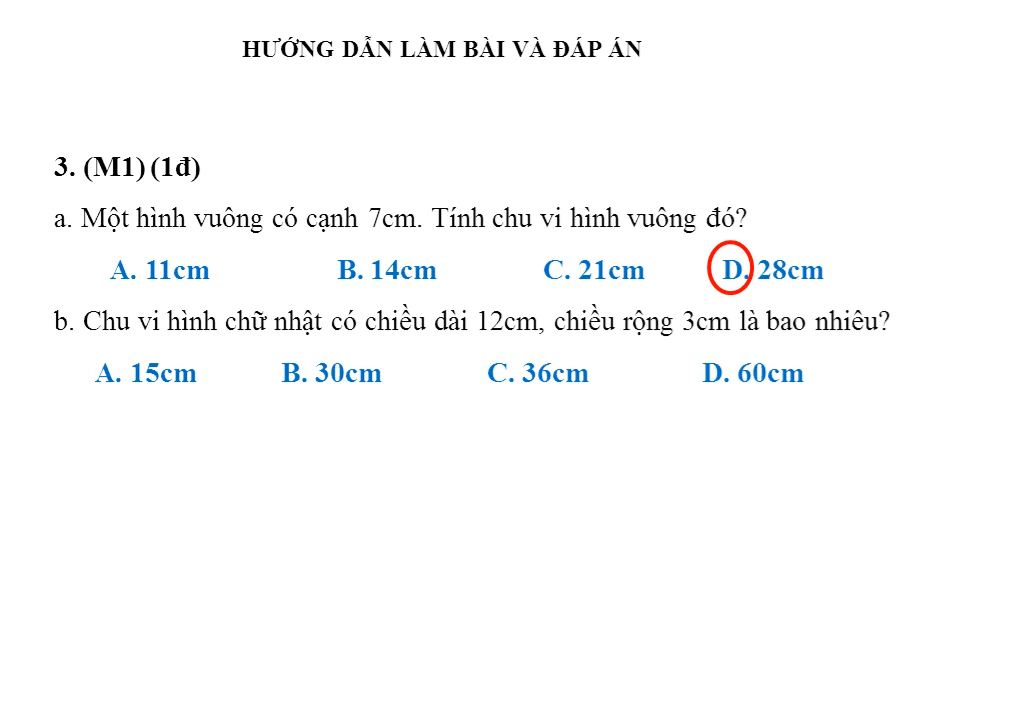 HƯỚNG DẪN LÀM BÀI VÀ ĐÁP ÁN
3. (M1) (1đ)
a. Một hình vuông có cạnh 7cm. Tính chu vi hình vuông đó?
A. 11cm B. 14cm C. 21cm D. 28cm
b. Chu vi hình chữ nhật có chiều dài 12cm, chiều rộng 3cm là bao nhiêu?
A. 15cm B. 30cm C. 36cm D. 60cm